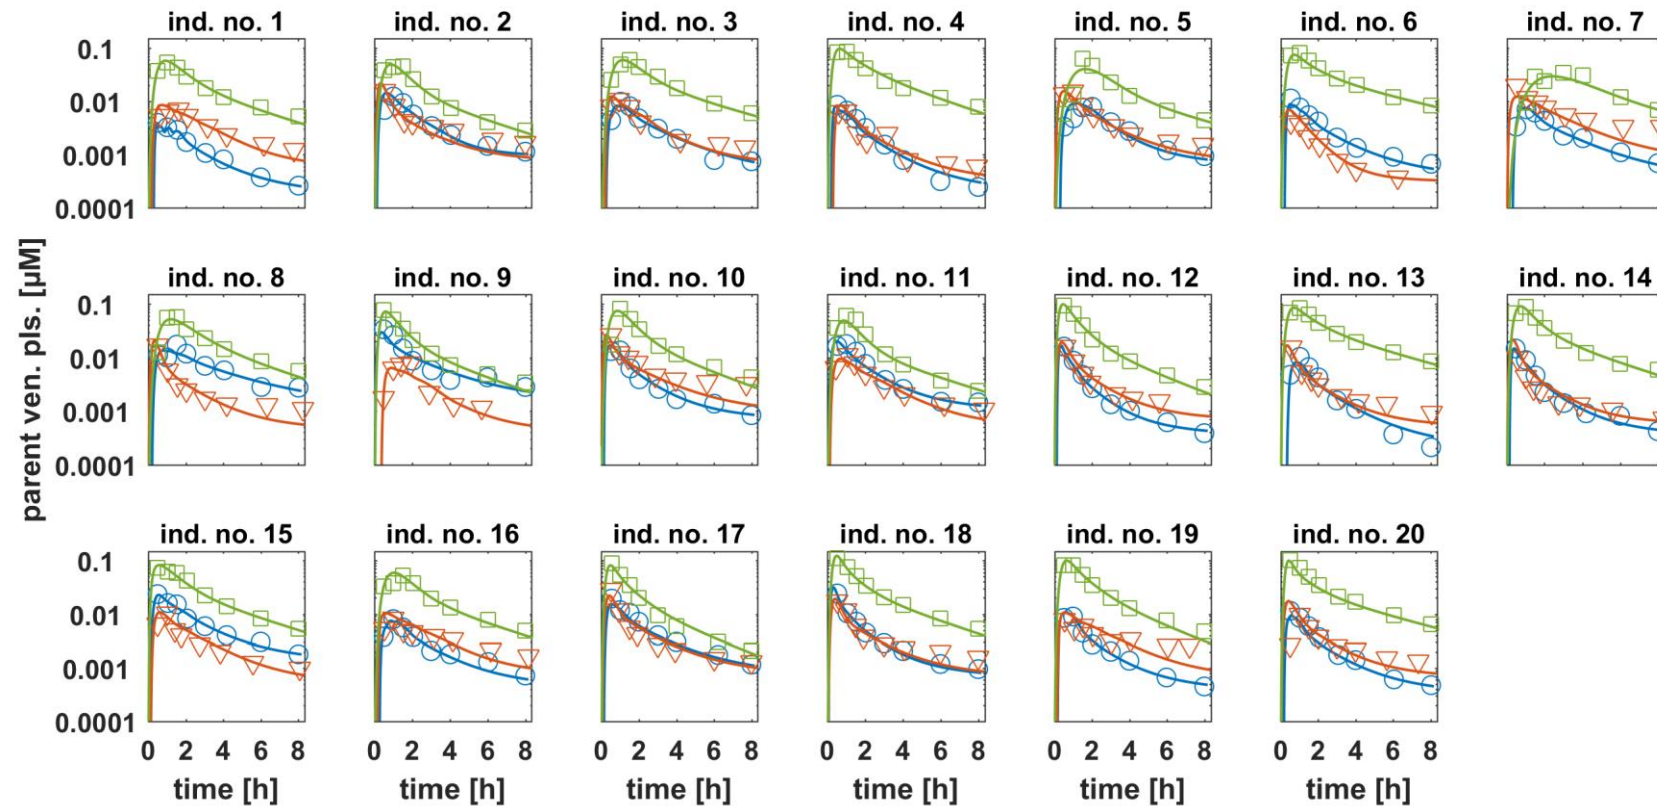 ind. no. 1 ind. no. 2 ind. no. 3 ind. no. 4 ind. no. 5 ind. no. 6 ind. no. 7
0.1
0.01
0.001
0.0001
parent ven. pls. [µM]
ind. no. 8 ind. no. 9 ind. no. 10 ind. no. 11 ind. no. 12 ind. no. 13 ind. no. 14
0.1
0.01
0.001
0.0001
ind. no. 15 ind. no. 16 ind. no. 17 ind. no. 18 ind. no. 19 ind. no. 20
0.1
0.01
0.001
0.0001
0 2 4 6 8 0 2 4 6 8 0 2 4 6 8 0 2 4 6 8 0 2 4 6 8 0 2 4 6 8
time [h] time [h] time [h] time [h] time [h] time [h]